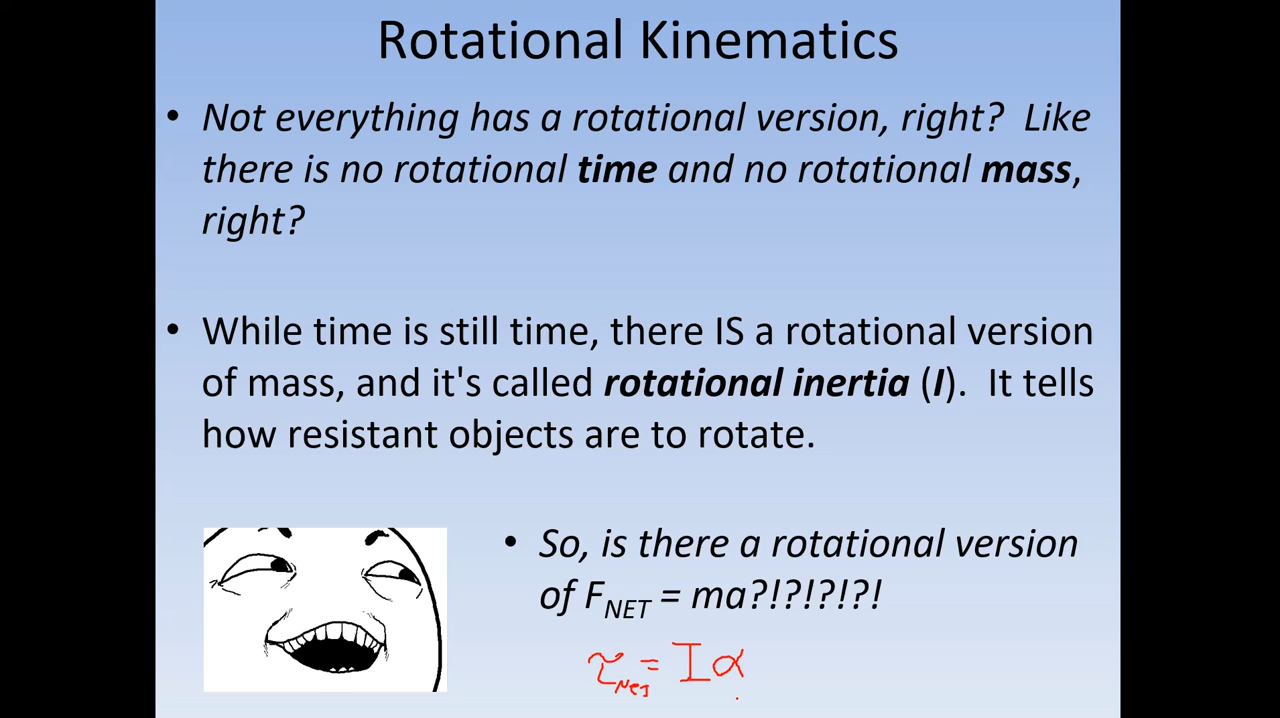 Rotational Kinematics
• Not everything has a rotational version, right? Like
there is no rotational time and no rotational mass,
right?
• While time is still time, there IS a rotational version
of mass, and it's called rotational inertia (I). It tells
how resistant objects are to rotate.
• So, is there a rotational version
of F_NET = ma?!?!?!?!
τ_NET = Iα